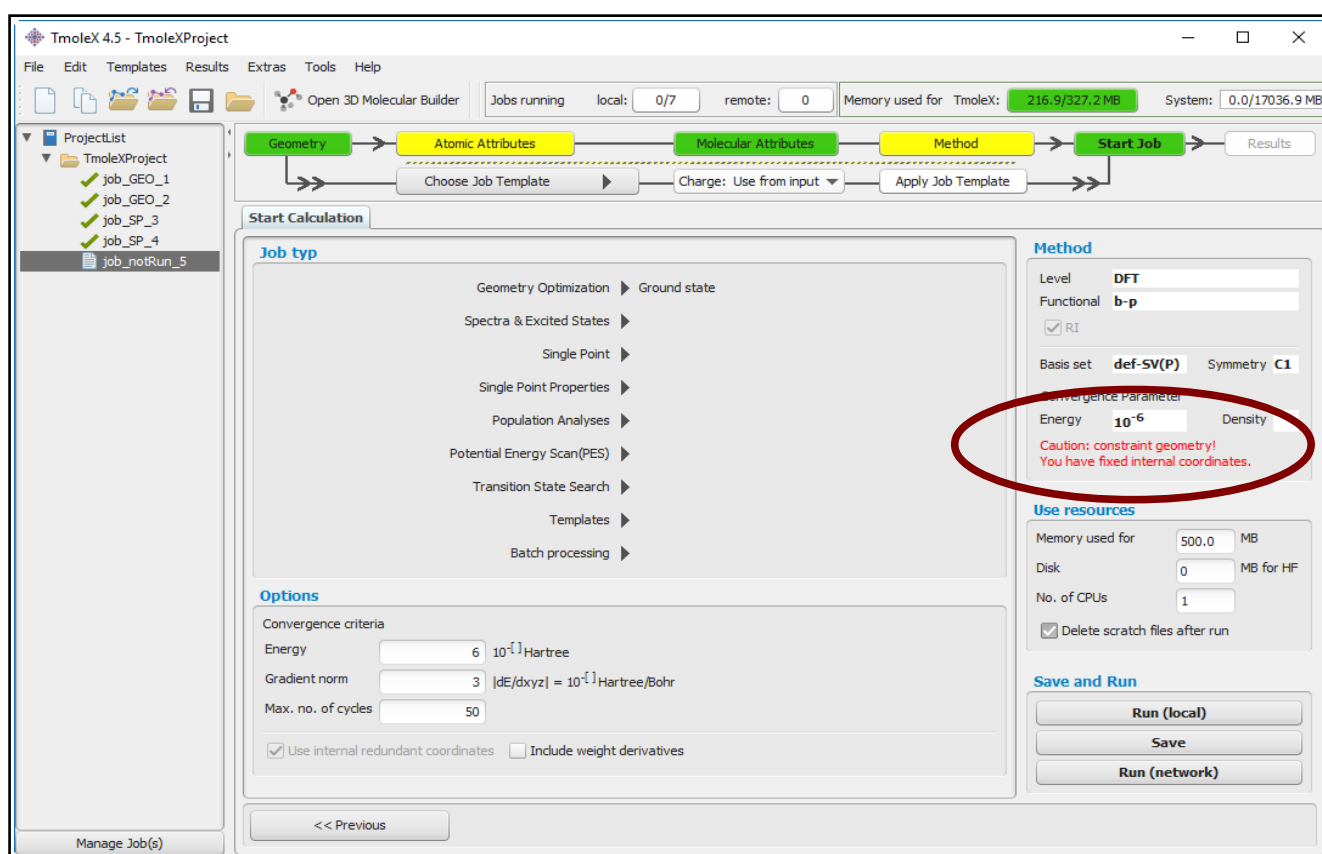 TmoleX 4.5 - TmoleXProject
File Edit Templates Results Extras Tools Help
Open 3D Molecular Builder Jobs running local: 0/7 remote: 0 Memory used for TmoleX: 216.9/327.2 MB System: 0.0/17036.9 MB
ProjectList
TmoleXProject
job_GEO_1
job_GEO_2
job_SP_3
job_SP_4
job_notRun_5
Manage Job(s)
Geometry Atomic Attributes Molecular Attributes Method Start Job Results
Choose Job Template Charge: Use from input Apply Job Template
Start Calculation
Job typ
Geometry Optimization Ground state
Spectra & Excited States
Single Point
Single Point Properties
Population Analyses
Potential Energy Scan(PES)
Transition State Search
Templates
Batch processing
Options
Convergence criteria
Energy 6 10-[ ] Hartree
Gradient norm 3 |dE/dxyz| = 10-[ ] Hartree/Bohr
Max. no. of cycles 50
Use internal redundant coordinates Include weight derivatives
<< Previous
Method
Level DFT
Functional b-p
RI
Basis set def-SV(P) Symmetry C1
Convergence Parameter
Energy 10-6 Density
Caution: constraint geometry!
You have fixed internal coordinates.
Use resources
Memory used for 500.0 MB
Disk 0 MB for HF
No. of CPUs 1
Delete scratch files after run
Save and Run
Run (local)
Save
Run (network)